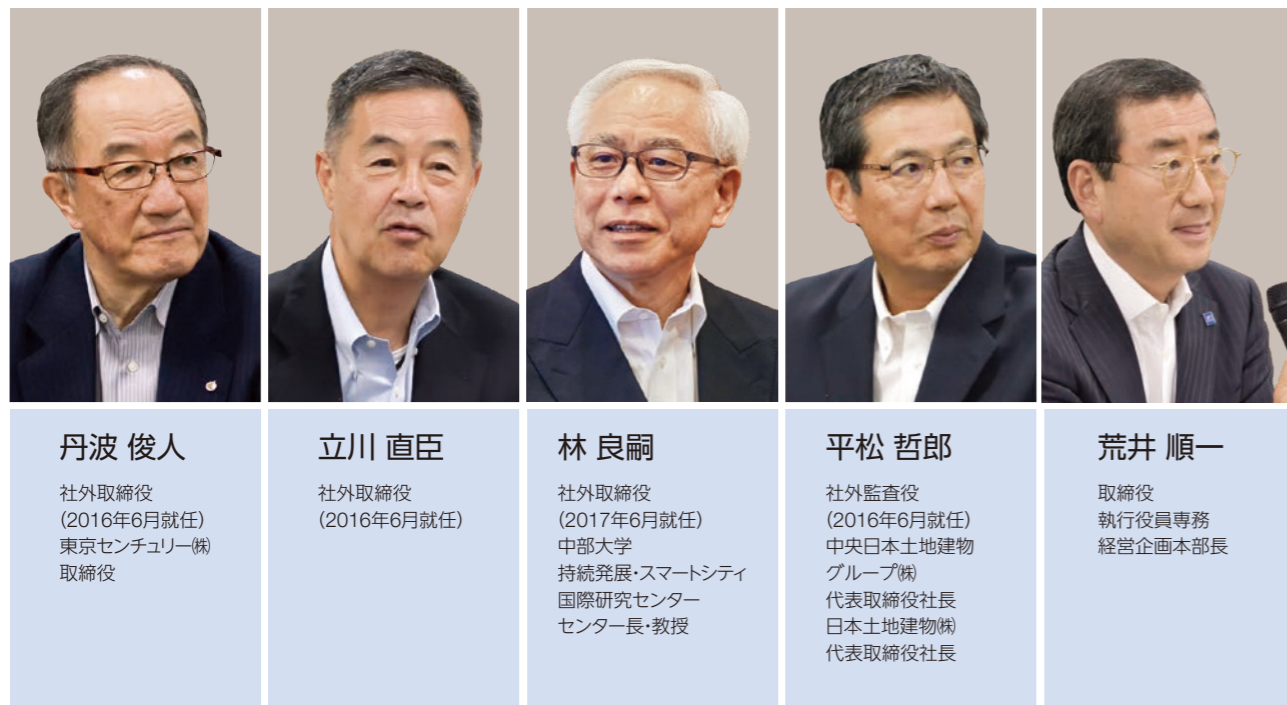 丹波 俊人
社外取締役
(2016年6月就任)
東京センチュリー㈱
取締役
立川 直臣
社外取締役
(2016年6月就任)
林 良嗣
社外取締役
(2017年6月就任)
中部大学
持続発展・スマートシティ
国際研究センター
センター長・教授
平松 哲郎
社外監査役
(2016年6月就任)
中央日本土地建物
グループ㈱
代表取締役社長
日本土地建物㈱
代表取締役社長
荒井 順一
取締役
執行役員専務
経営企画本部長